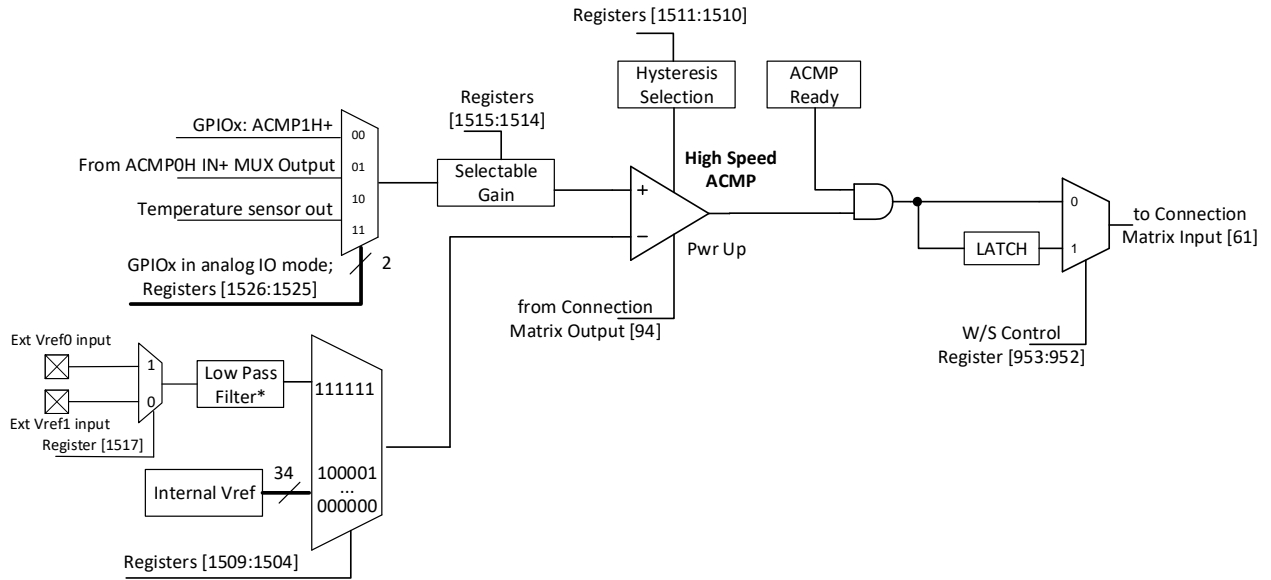 Registers [1511:1510]
Hysteresis
Selection
ACMP
Ready
Registers
[1515:1514]
GPIOx: ACMP1H+
00
From ACMP0H IN+ MUX Output
01
10
Temperature sensor out
11
Selectable
Gain
High Speed
ACMP
+
−
Pwr Up
GPIOx in analog IO mode;
Registers [1526:1525]
2
from Connection
Matrix Output [94]
0
LATCH
1
to Connection
Matrix Input [61]
W/S Control
Register [953:952]
Ext Vref0 input
1
0
Ext Vref1 input
Register [1517]
Low Pass
Filter*
111111
34
Internal Vref
100001
...
000000
Registers [1509:1504]